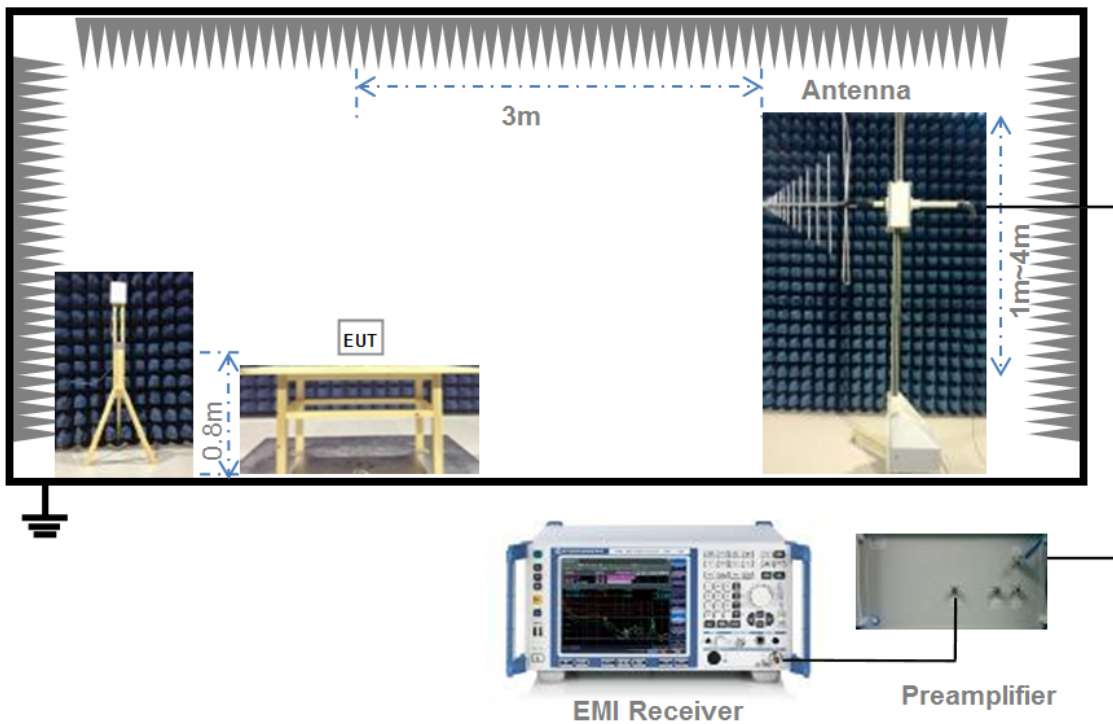 Antenna
3m
1m~4m
EUT
0.8m
EMI Receiver
Preamplifier